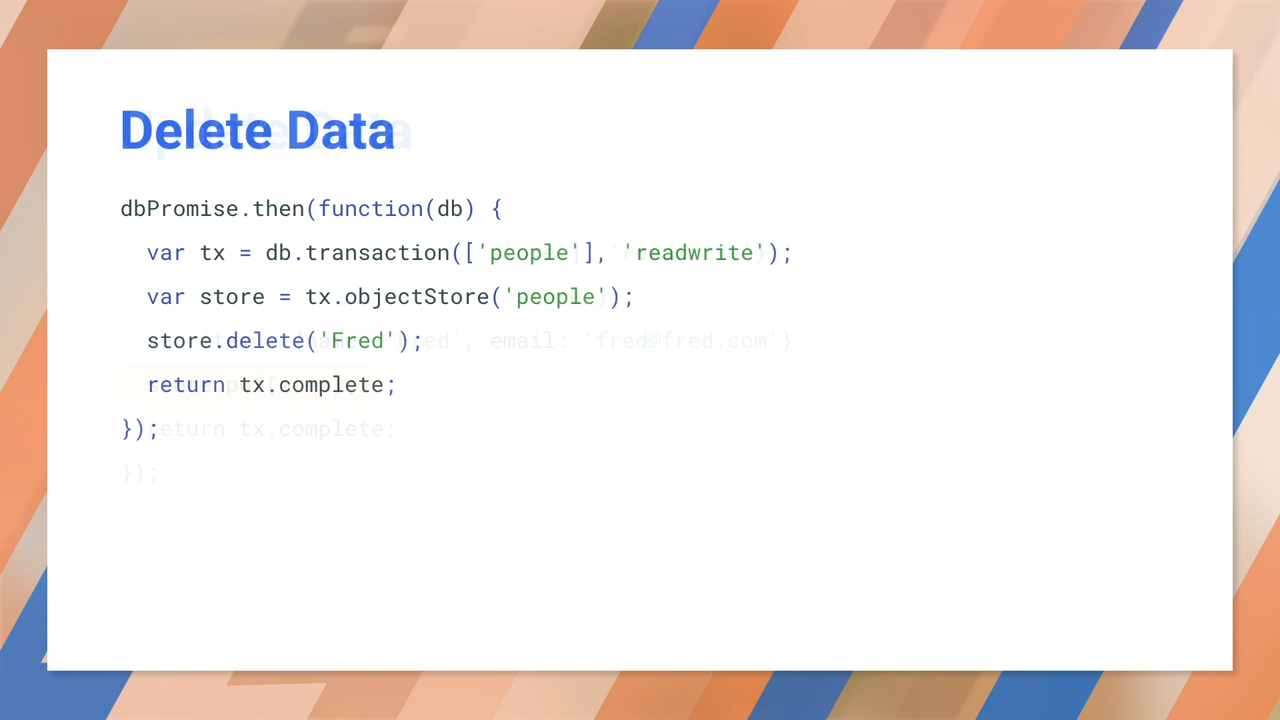 Delete Data
dbPromise.then(function(db) {
  var tx = db.transaction(['people'], 'readwrite');
  var store = tx.objectStore('people');
  store.delete('Fred');
  return tx.complete;
});